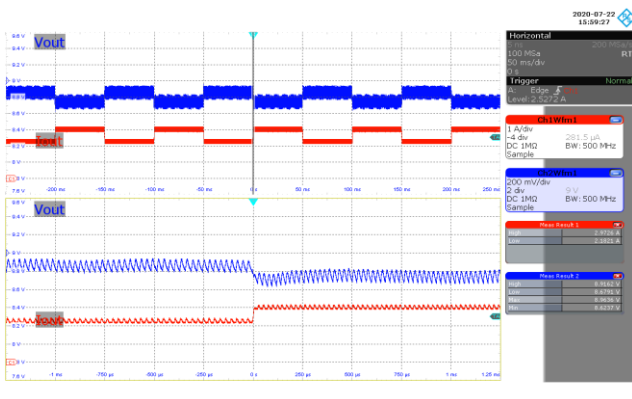 2020-07-22
15:59:27
Horizontal
100 MSa
RT
50 ms/div
0 s
Trigger
Normal
A: Edge
Level: 2.5272 A
Vout
Iout
-200 ms
-150 ms
-100 ms
-50 ms
0 s
50 ms
100 ms
150 ms
200 ms
250 ms
Ch1Wfm1
1 A/div
-4 div
281.5 µA
DC 1MΩ
BW: 500 MHz
Sample
Ch2Wfm1
200 mV/div
2 div
9 V
DC 1MΩ
BW: 500 MHz
Sample
Vout
Iout
-1 ms
-750 µs
-500 µs
-250 µs
0 s
250 µs
500 µs
750 µs
1 ms
1.25 ms
Meas Result 1
High
2.9726 A
Low
Meas Result 2
High
8.9162 V
Low
8.6791 V
Max
8.9636 V
Min
8.6237 V